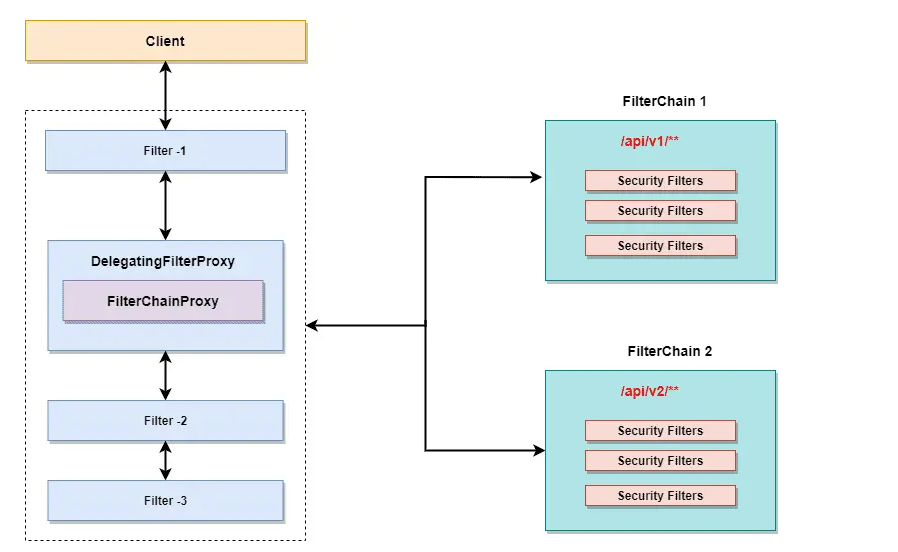 Client
Filter -1
DelegatingFilterProxy
FilterChainProxy
Filter -2
Filter -3
FilterChain 1
/api/v1/**
Security Filters
Security Filters
Security Filters
FilterChain 2
/api/v2/**
Security Filters
Security Filters
Security Filters